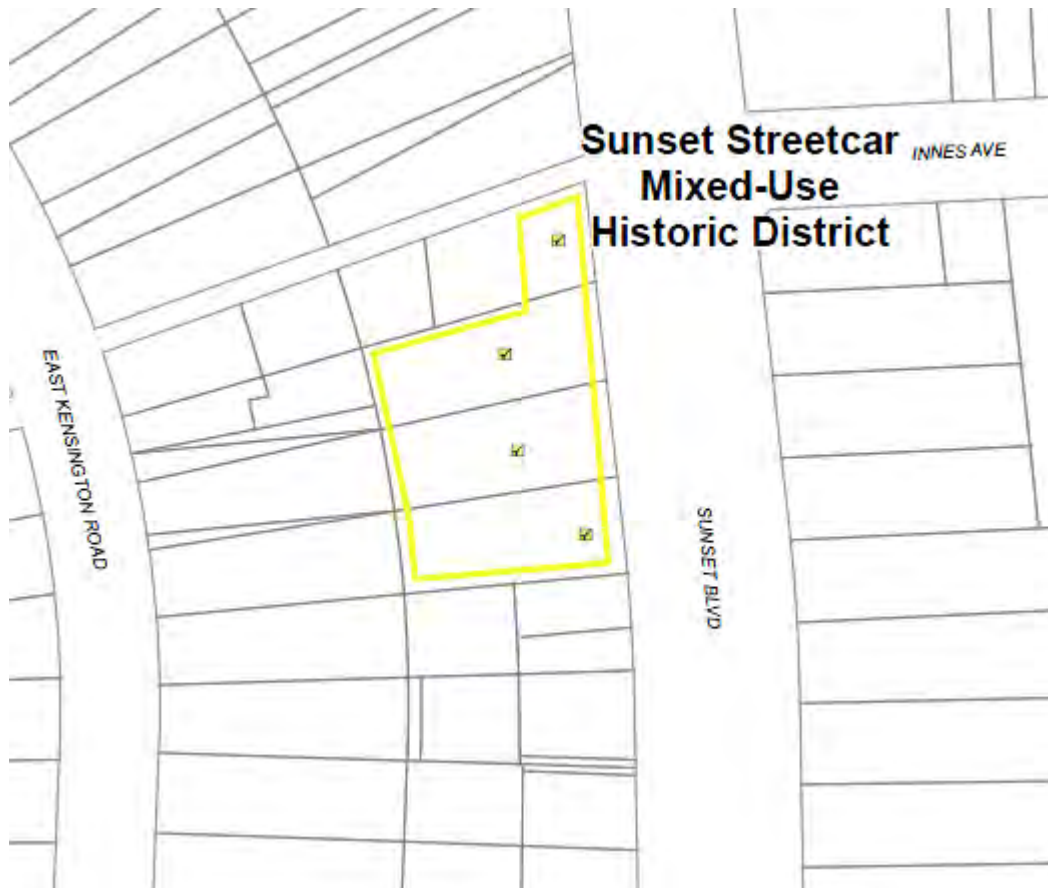 Sunset Streetcar
Mixed-Use
Historic District
INNES AVE
EAST KENSINGTON ROAD
SUNSET BLVD